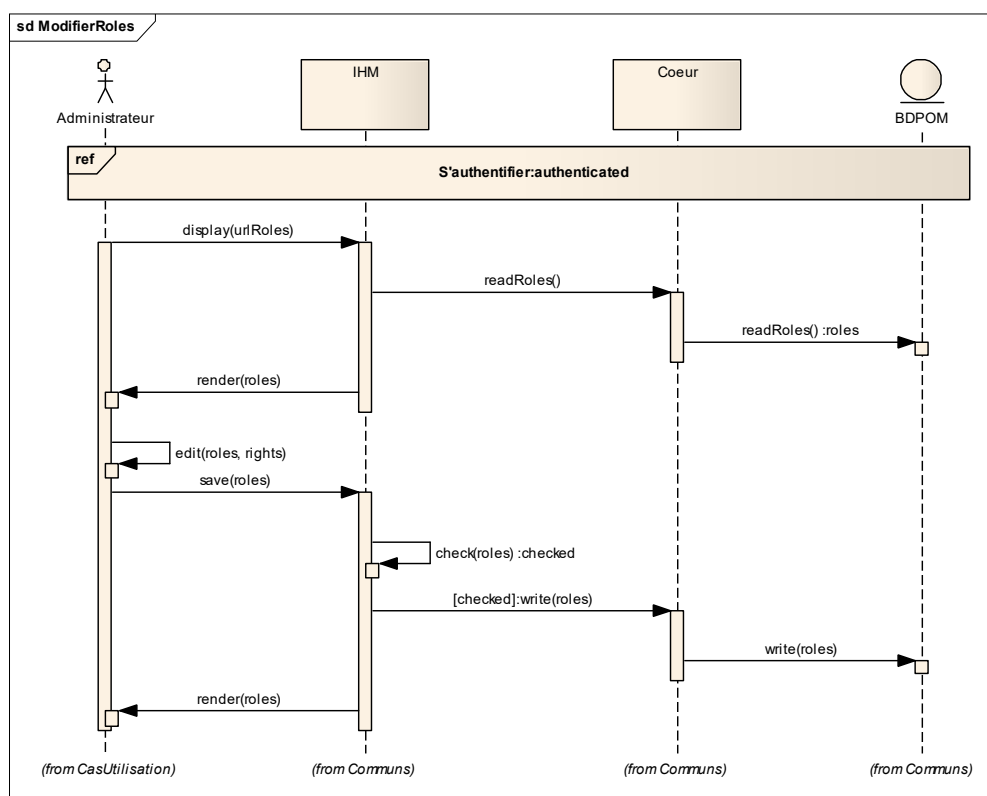 sd ModifierRoles
Administrateur
IHM
Coeur
BDPOM
ref
S'authentifier:authenticated
display(urlRoles)
readRoles()
readRoles() :roles
render(roles)
edit(roles, rights)
save(roles)
check(roles) :checked
[checked]:write(roles)
write(roles)
render(roles)
(from CasUtilisation)
(from Communs)
(from Communs)
(from Communs)